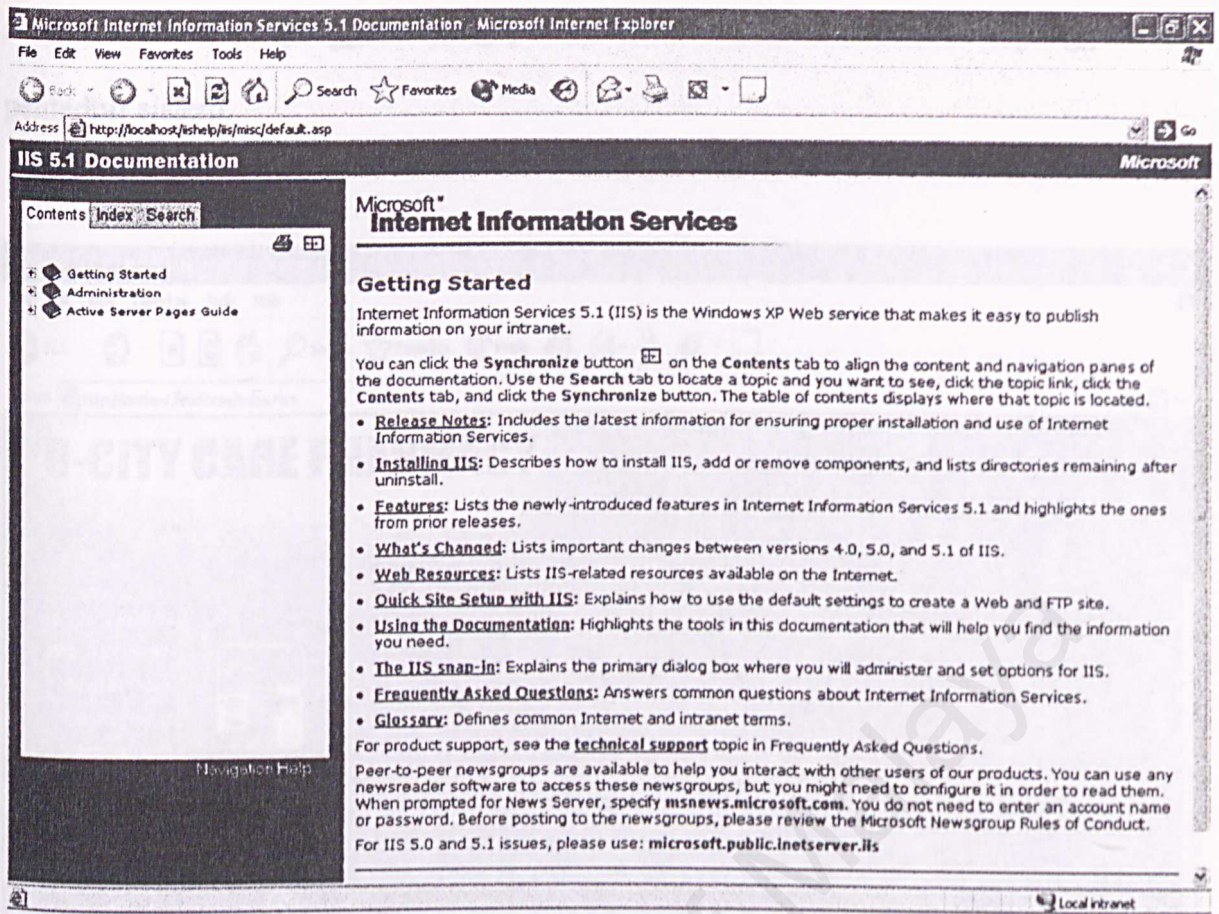 Microsoft Internet Information Services 5.1 Documentation - Microsoft Internet Explorer
File Edit View Favorites Tools Help
Back Search Favorites Media
Address http://localhost/iishelp/iis/misc/default.asp Go
IIS 5.1 Documentation Microsoft
Contents Index Search
Getting Started
Administration
Active Server Pages Guide
Navigation Help
Microsoft
Internet Information Services
Getting Started
Internet Information Services 5.1 (IIS) is the Windows XP Web service that makes it easy to publish
information on your intranet.
You can click the Synchronize button on the Contents tab to align the content and navigation panes of
the documentation. Use the Search tab to locate a topic and you want to see, click the topic link, click the
Contents tab, and click the Synchronize button. The table of contents displays where that topic is located.
• Release Notes: Includes the latest information for ensuring proper installation and use of Internet
Information Services.
• Installing IIS: Describes how to install IIS, add or remove components, and lists directories remaining after
uninstall.
• Features: Lists the newly-introduced features in Internet Information Services 5.1 and highlights the ones
from prior releases.
• What's Changed: Lists important changes between versions 4.0, 5.0, and 5.1 of IIS.
• Web Resources: Lists IIS-related resources available on the Internet.
• Quick Site Setup with IIS: Explains how to use the default settings to create a Web and FTP site.
• Using the Documentation: Highlights the tools in this documentation that will help you find the information
you need.
• The IIS snap-in: Explains the primary dialog box where you will administer and set options for IIS.
• Frequently Asked Questions: Answers common questions about Internet Information Services.
• Glossary: Defines common Internet and intranet terms.
For product support, see the technical support topic in Frequently Asked Questions.
Peer-to-peer newsgroups are available to help you interact with other users of our products. You can use any
newsreader software to access these newsgroups, but you might need to configure it in order to read them.
When prompted for News Server, specify msnews.microsoft.com. You do not need to enter an account name
or password. Before posting to the newsgroups, please review the Microsoft Newsgroup Rules of Conduct.
For IIS 5.0 and 5.1 issues, please use: microsoft.public.inetserver.iis
Local intranet